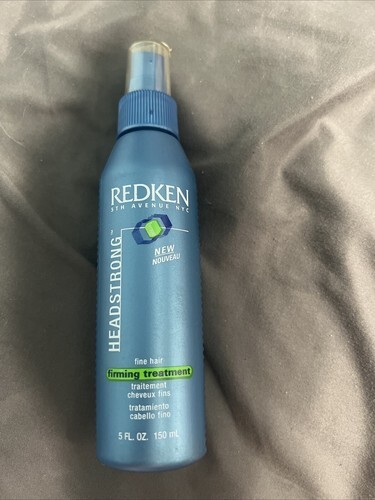 REDKEN
5TH AVENUE NYC
HEADSTRONG
NEW
NOUVEAU
fine hair
firming treatment
traitement
cheveux fins
tratamiento
cabello fino
5 FL. OZ. 150 mL